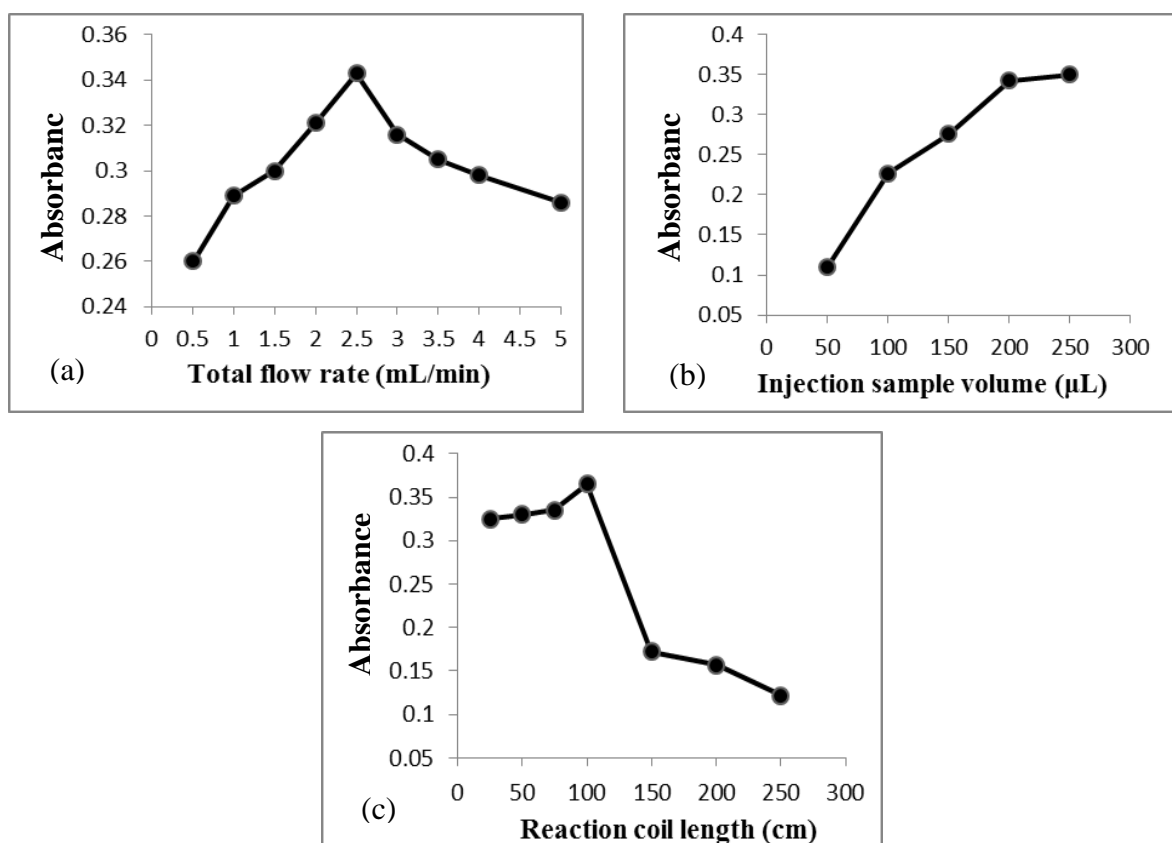 0.36
0.34
0.32
0.3
0.28
0.26
0.24
Absorbanc
0 0.5 1 1.5 2 2.5 3 3.5 4 4.5 5
(a)
Total flow rate (mL/min)
0.4
0.35
0.3
0.25
0.2
0.15
0.1
0.05
Absorbanc
0 50 100 150 200 250 300
(b)
Injection sample volume (µL)
0.4
0.35
0.3
0.25
0.2
0.15
0.1
0.05
Absorbance
0 50 100 150 200 250 300
(c)
Reaction coil length (cm)